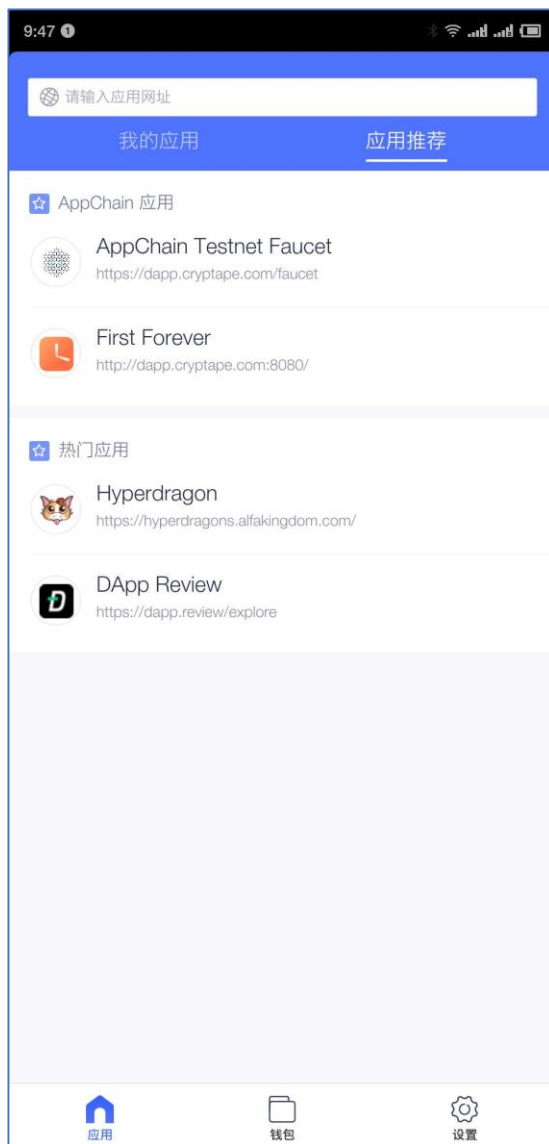 9:47 1
请输入应用网址
我的应用 应用推荐
AppChain 应用
AppChain Testnet Faucet
https://dapp.cryptape.com/faucet
First Forever
http://dapp.cryptape.com:8080/
热门应用
Hyperdragon
https://hyperdragons.alfakingdom.com/
DApp Review
https://dapp.review/explore
应用 钱包 设置